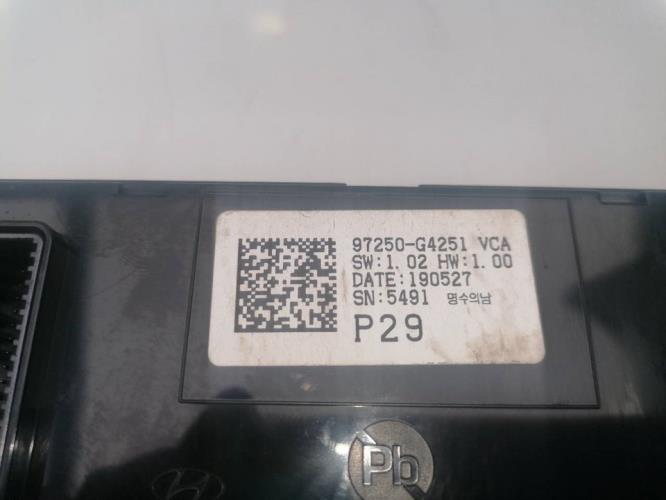 97250-G4251 VCA
SW:1.02 HW:1.00
DATE:190527
SN:5491 명수의남
P29
Pb